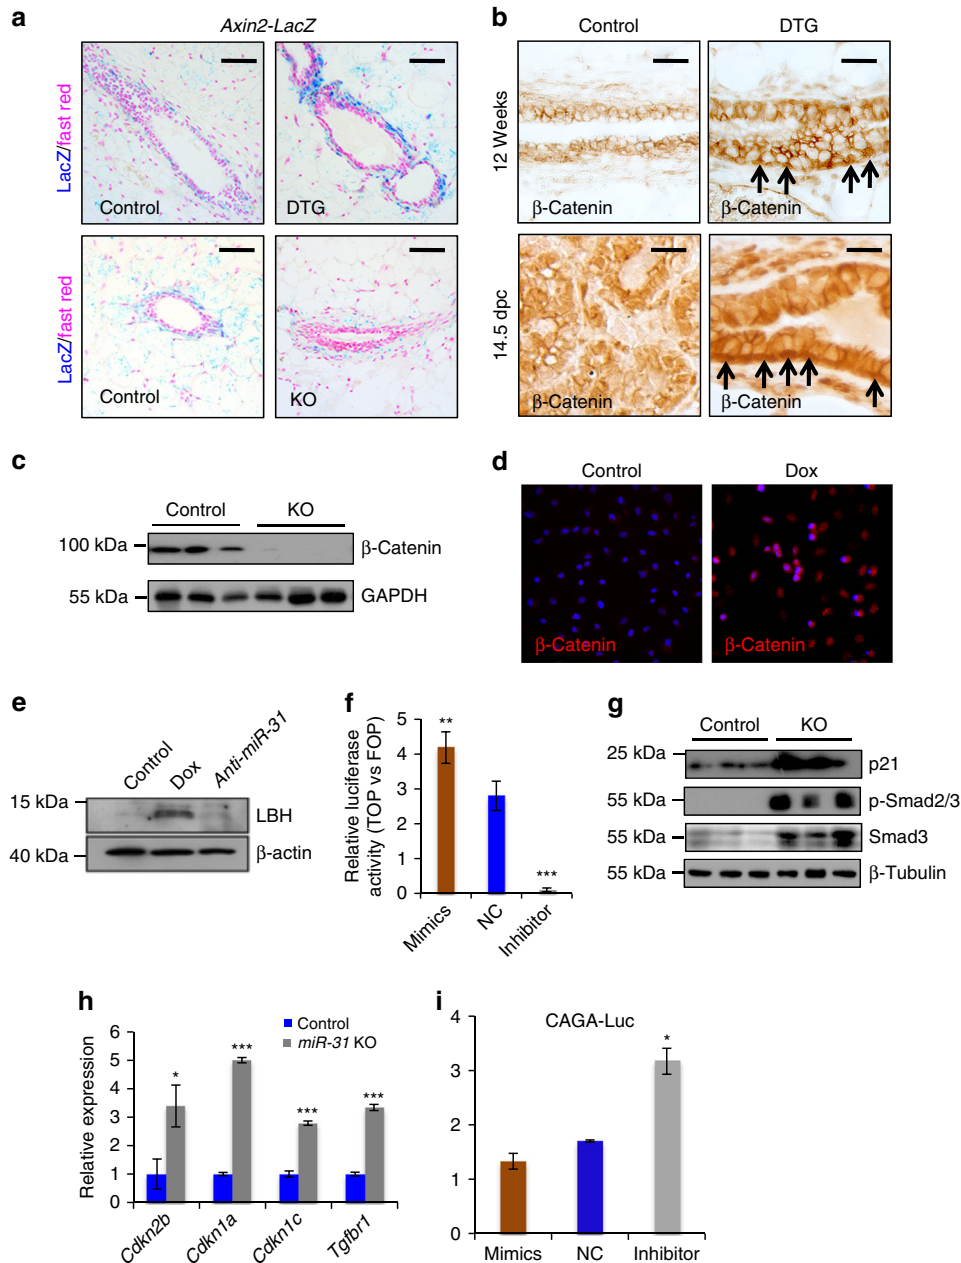 a
Axin2-LacZ
LacZ/fast red
Control
DTG
LacZ/fast red
Control
KO
b
Control
DTG
12 Weeks
β-Catenin
β-Catenin
14.5 dpc
β-Catenin
β-Catenin
c
Control
KO
100 kDa
β-Catenin
55 kDa
GAPDH
d
Control
Dox
β-Catenin
β-Catenin
e
Control
Dox
Anti-miR-31
15 kDa
LBH
40 kDa
β-actin
f
Relative luciferase
activity (TOP vs FOP)
5
4
3
2
1
0
**
***
Mimics
NC
Inhibitor
g
Control
KO
25 kDa
p21
55 kDa
p-Smad2/3
55 kDa
Smad3
55 kDa
β-Tubulin
h
Control
miR-31 KO
Relative expression
6
5
4
3
2
1
0
*
***
***
***
Cdkn2b
Cdkn1a
Cdkn1c
Tgfbr1
i
CAGA-Luc
4
3
2
1
0
*
Mimics
NC
Inhibitor